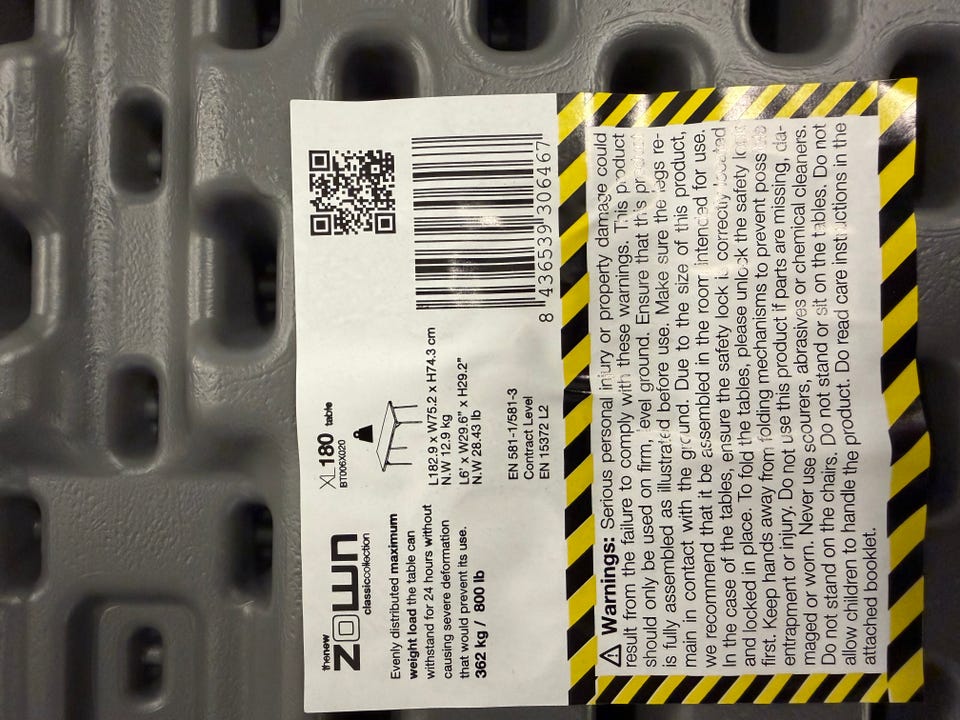 thenew
zown
classiccollection
Evenly distributed maximum
weight load the table can
withstand for 24 hours without
causing severe deformation
that would prevent its use.
362 kg / 800 lb
XL180 table
BT006X020
L182.9 x W75.2 x H74.3 cm
N.W 12.9 kg
L6' x W29.6" x H29.2"
N.W 28.43 lb
EN 581-1/581-3
Contract Level
EN 15372 L2
8 436539 306467
⚠ Warnings: Serious personal injury or property damage could
result from the failure to comply with these warnings. This product
should only be used on firm, level ground. Ensure that this product
is fully assembled as illustrated before use. Make sure the legs re-
main in contact with the ground. Due to the size of this product,
we recommend that it be assembled in the room intended for use.
In the case of the tables, ensure the safety lock is correctly located
and locked in place. To fold the tables, please unlock the safety lock
first. Keep hands away from folding mechanisms to prevent possible
entrapment or injury. Do not use this product if parts are missing, da-
maged or worn. Never use scourers, abrasives or chemical cleaners.
Do not stand on the chairs. Do not stand or sit on the tables. Do not
allow children to handle the product. Do read care instructions in the
attached booklet.